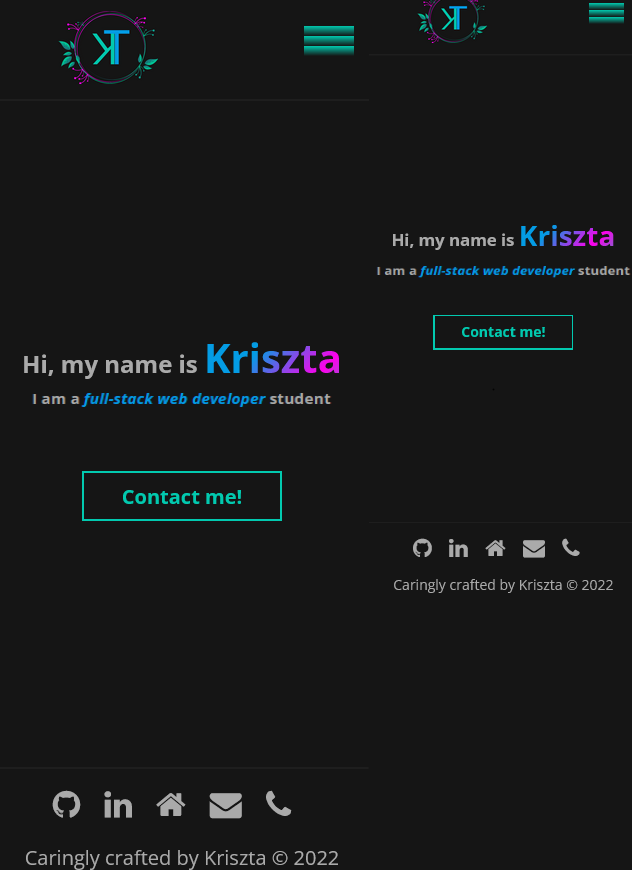 KT
Hi, my name is Kriszta
I am a full-stack web developer student
Contact me!
Caringly crafted by Kriszta © 2022
KT
Hi, my name is Kriszta
I am a full-stack web developer student
Contact me!
Caringly crafted by Kriszta © 2022